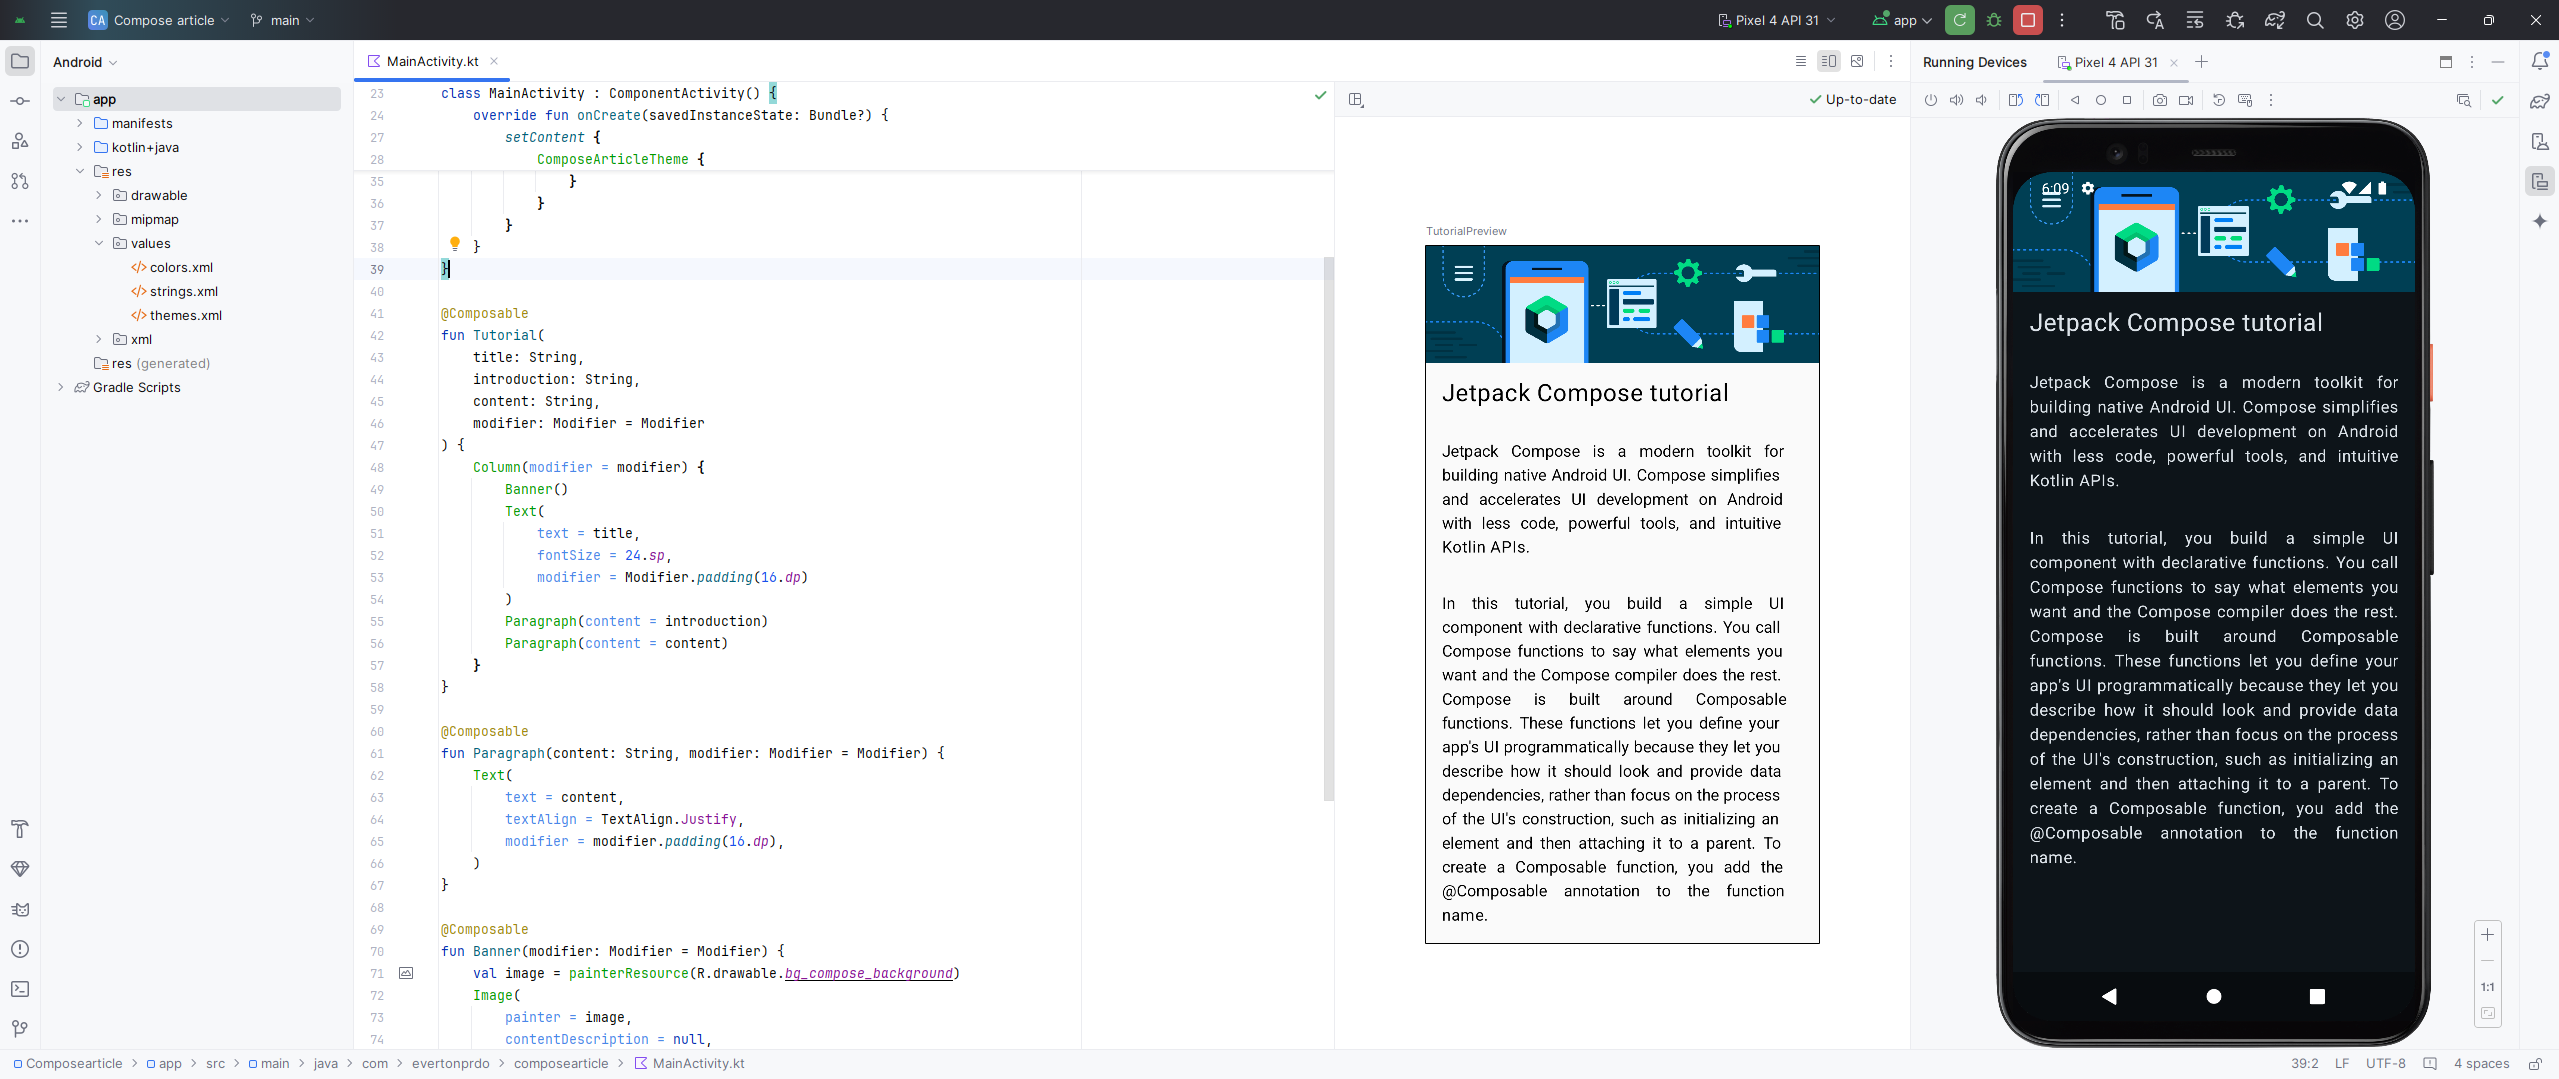 CA Compose article main
Pixel 4 API 31 app
Android
app
manifests
kotlin+java
res
drawable
mipmap
values
colors.xml
strings.xml
themes.xml
xml
res (generated)
Gradle Scripts
MainActivity.kt
23 class MainActivity : ComponentActivity() {
24 override fun onCreate(savedInstanceState: Bundle?) {
27 setContent {
28 ComposeArticleTheme {
35 }
36 }
37 }
38 }
39 }
40
41 @Composable
42 fun Tutorial(
43 title: String,
44 introduction: String,
45 content: String,
46 modifier: Modifier = Modifier
47 ) {
48 Column(modifier = modifier) {
49 Banner()
50 Text(
51 text = title,
52 fontSize = 24.sp,
53 modifier = Modifier.padding(16.dp)
54 )
55 Paragraph(content = introduction)
56 Paragraph(content = content)
57 }
58 }
59
60 @Composable
61 fun Paragraph(content: String, modifier: Modifier = Modifier) {
62 Text(
63 text = content,
64 textAlign = TextAlign.Justify,
65 modifier = modifier.padding(16.dp),
66 )
67 }
68
69 @Composable
70 fun Banner(modifier: Modifier = Modifier) {
71 val image = painterResource(R.drawable.bg_compose_background)
72 Image(
73 painter = image,
74 contentDescription = null,
Up-to-date
TutorialPreview
Jetpack Compose tutorial
Jetpack Compose is a modern toolkit for
building native Android UI. Compose simplifies
and accelerates UI development on Android
with less code, powerful tools, and intuitive
Kotlin APIs.
In this tutorial, you build a simple UI
component with declarative functions. You call
Compose functions to say what elements you
want and the Compose compiler does the rest.
Compose is built around Composable
functions. These functions let you define your
app's UI programmatically because they let you
describe how it should look and provide data
dependencies, rather than focus on the process
of the UI's construction, such as initializing an
element and then attaching it to a parent. To
create a Composable function, you add the
@Composable annotation to the function
name.
Running Devices Pixel 4 API 31
6:09
Jetpack Compose tutorial
Jetpack Compose is a modern toolkit for
building native Android UI. Compose simplifies
and accelerates UI development on Android
with less code, powerful tools, and intuitive
Kotlin APIs.
In this tutorial, you build a simple UI
component with declarative functions. You call
Compose functions to say what elements you
want and the Compose compiler does the rest.
Compose is built around Composable
functions. These functions let you define your
app's UI programmatically because they let you
describe how it should look and provide data
dependencies, rather than focus on the process
of the UI's construction, such as initializing an
element and then attaching it to a parent. To
create a Composable function, you add the
@Composable annotation to the function
name.
1:1
Composearticle > app > src > main > java > com > evertonprdo > composearticle > MainActivity.kt
39:2 LF UTF-8 4 spaces